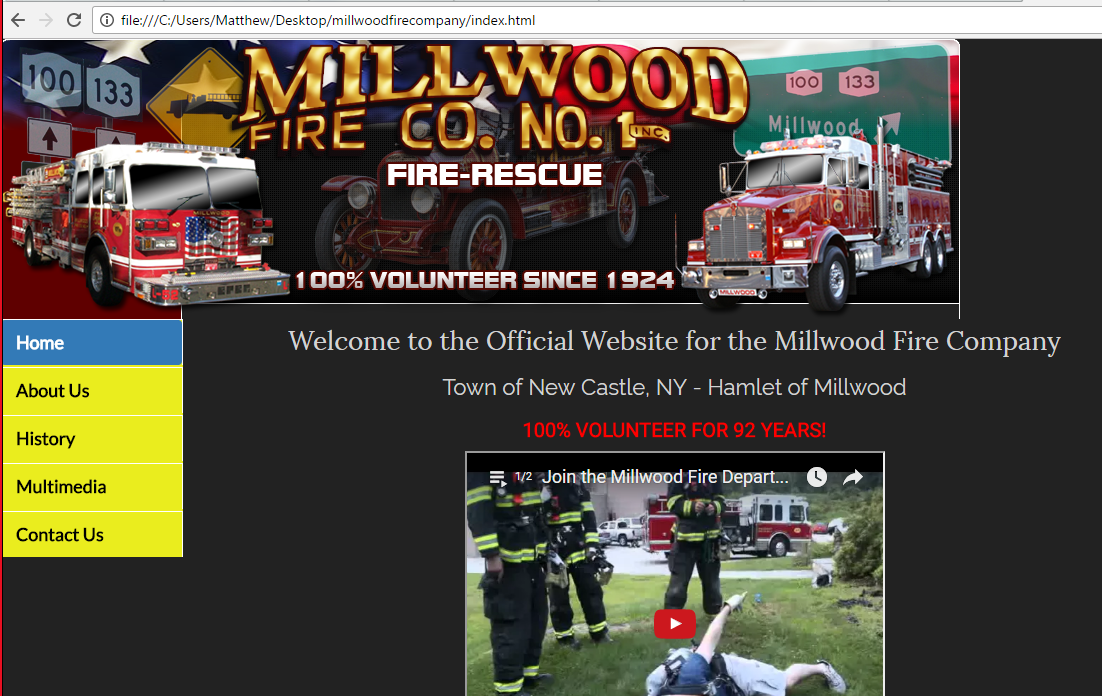 file:///C:/Users/Matthew/Desktop/millwoodfirecompany/index.html
100 133
100 133
MILLWOOD
Millwood
FIRE CO. NO. 1 INC.
FIRE-RESCUE
MILLWOOD
100% VOLUNTEER SINCE 1924
MILLWOOD
Home
About Us
History
Multimedia
Contact Us
Welcome to the Official Website for the Millwood Fire Company
Town of New Castle, NY - Hamlet of Millwood
100% VOLUNTEER FOR 92 YEARS!
1/2 Join the Millwood Fire Depart...